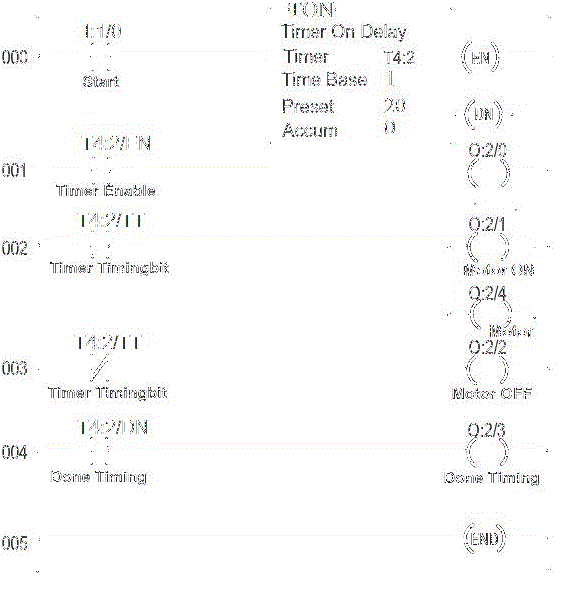 TON
I:1/0
Timer On Delay
000
Timer T4:2
(EN)
Start
Time Base 1
Preset 20
(DN)
Accum 0
T4:2/EN
O:2/0
001
Timer Enable
T4:2/TT
O:2/1
002
Timer Timingbit
Motor ON
O:2/4
Motor
T4:2/TT
O:2/2
003
Timer Timingbit
Motor OFF
T4:2/DN
O:2/3
004
Done Timing
Done Timing
005
(END)